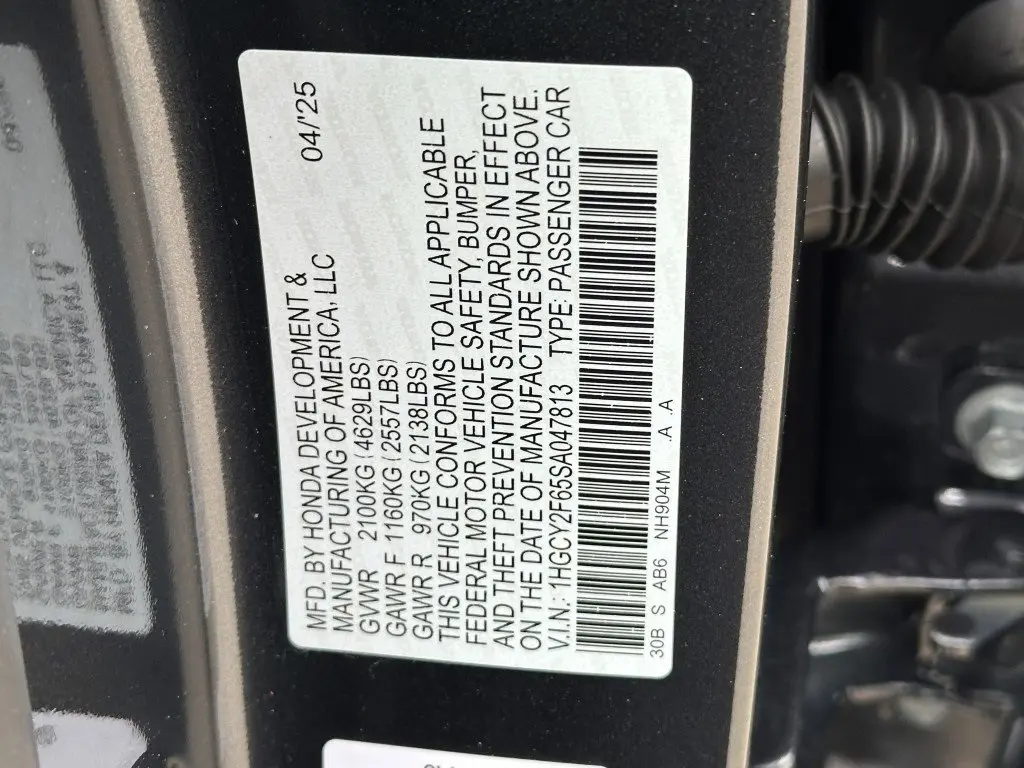 MFD. BY HONDA DEVELOPMENT & 04/'25
MANUFACTURING OF AMERICA, LLC
GVWR 2100KG (4629LBS)
GAWR F 1160KG (2557LBS)
GAWR R 970KG (2138LBS)
THIS VEHICLE CONFORMS TO ALL APPLICABLE
FEDERAL MOTOR VEHICLE SAFETY, BUMPER,
AND THEFT PREVENTION STANDARDS IN EFFECT
ON THE DATE OF MANUFACTURE SHOWN ABOVE.
V.I.N.: 1HGCY2F65SA047813 TYPE: PASSENGER CAR
30B S AB6 NH904M .A .A